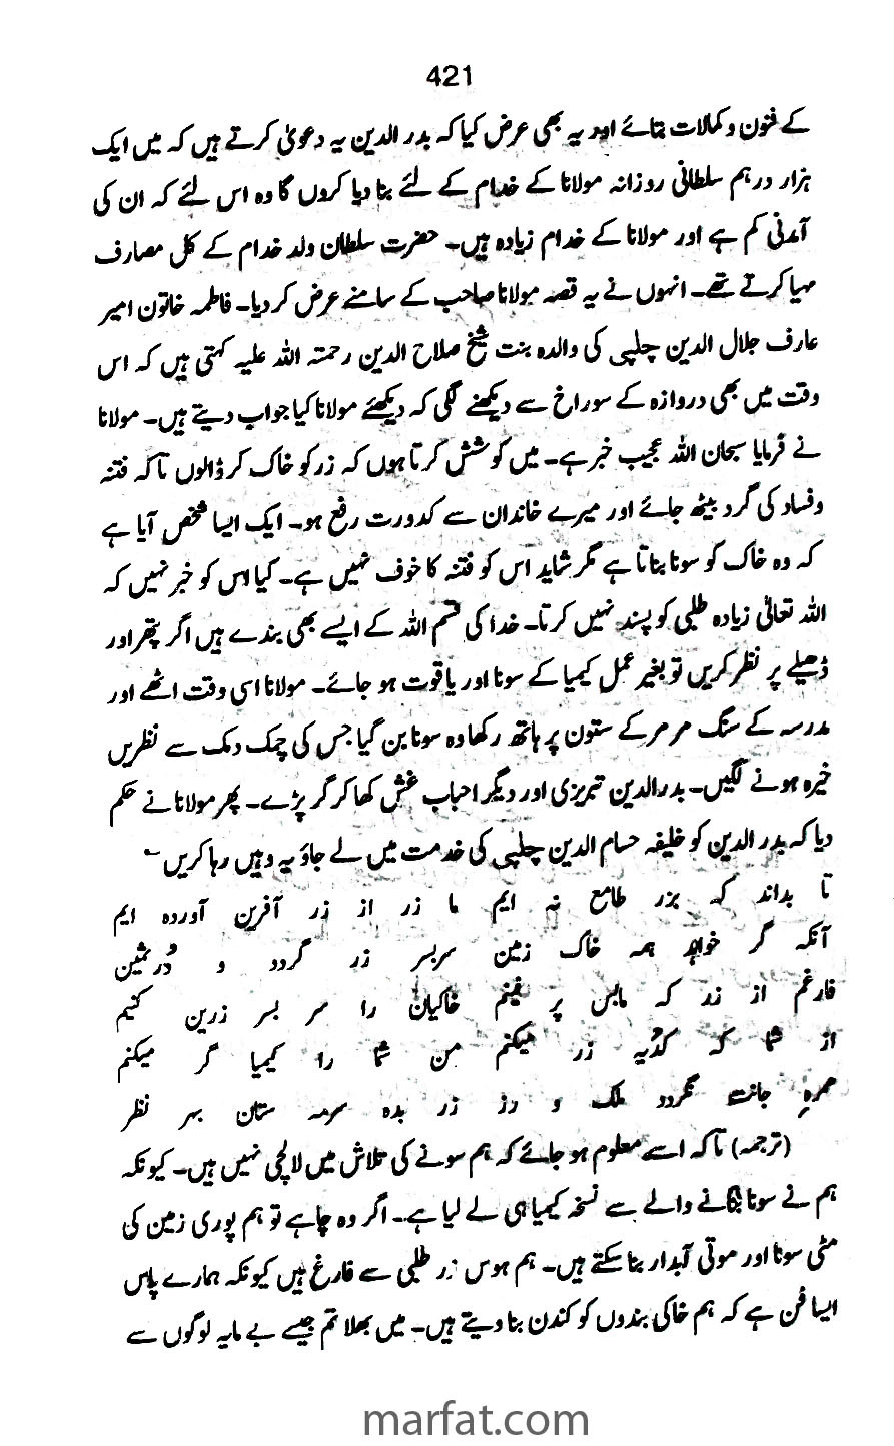 421
کے فنون و کمالات بتائے اور یہ بھی عرض کیا کہ بدر الدین یہ دعویٰ کرتے ہیں کہ میں ایک
ہزار درہم سلطانی روزانہ مولانا کے خدام کے لئے بنا دیا کروں گا وہ اس لئے کہ ان کی
آمدنی کم ہے اور مولانا کے خدام زیادہ ہیں۔ حضرت سلطان ولد خدام کے کل مصارف
مہیا کرتے تھے۔ انہوں نے یہ قصہ مولانا صاحب کے سامنے عرض کر دیا۔ فاطمہ خاتون امیر
عارف جلال الدین چلپی کی والدہ بنت شیخ صلاح الدین رحمتہ اللہ علیہ کہتی ہیں کہ اس
وقت میں بھی دروازہ کے سوراخ سے دیکھنے لگی کہ دیکھئے مولانا کیا جواب دیتے ہیں۔ مولانا
نے فرمایا سبحان اللہ عجیب خبر ہے۔ میں کوشش کرتا ہوں کہ زر کو خاک کر ڈالوں تاکہ فتنہ
و فساد کی گرد بیٹھ جائے اور میرے خاندان سے کدورت رفع ہو۔ ایک ایسا شخص آیا ہے
کہ وہ خاک کو سونا بناتا ہے مگر شاید اس کو فتنہ کا خوف نہیں ہے۔ کیا اس کو خبر نہیں کہ
اللہ تعالیٰ زیادہ طلبی کو پسند نہیں کرتا۔ خدا کی قسم اللہ کے ایسے بھی بندے ہیں اگر پتھر اور
ڈھیلے پر نظر کریں تو بغیر عمل کیمیا کے سونا اور یاقوت ہو جائے۔ مولانا اسی وقت اٹھے اور
مدرسہ کے سنگ مرمر کے ستون پر ہاتھ رکھا وہ سونا بن گیا جس کی چمک دمک سے نظریں
خیرہ ہونے لگیں۔ بدر الدین تبریزی اور دیگر احباب غش کھا کر گر پڑے۔ پھر مولانا نے حکم
دیا کہ بدر الدین کو خلیفہ حسام الدین چلپی کی خدمت میں لے جاؤ یہ وہیں رہا کریں ؎
تا بداند کہ بزر طامع نہ ایم ما زر از زر آفرین آوردہ ایم
آنکہ گر خواہد ہمہ خاک زمین سربسر زر گردد و دُر ثمین
فارغم از زر کہ مابس پر فنیم خاکیان را سر بسر زرین کنیم
از شما کہ کدُیہ زر میکنم من شما را کیمیا گر میکنم
ہمرہِ جانت نگردد ملک و زر زر بدہ سرمہ ستان بہر نظر
(ترجمہ) تاکہ اسے معلوم ہو جائے کہ ہم سونے کی تلاش میں لالچی نہیں ہیں۔ کیونکہ
ہم نے سونا بنانے والے سے نسخہ کیمیا ہی لے لیا ہے۔ اگر وہ چاہے تو ہم پوری زمین کی
مٹی سونا اور موتی آبدار بنا سکتے ہیں۔ ہم ہوس زر طلبی سے فارغ ہیں کیونکہ ہمارے پاس
ایسا فن ہے کہ ہم خاکی بندوں کو کندن بنا دیتے ہیں۔ میں بھلا تم جیسے بے مایہ لوگوں سے
marfat.com